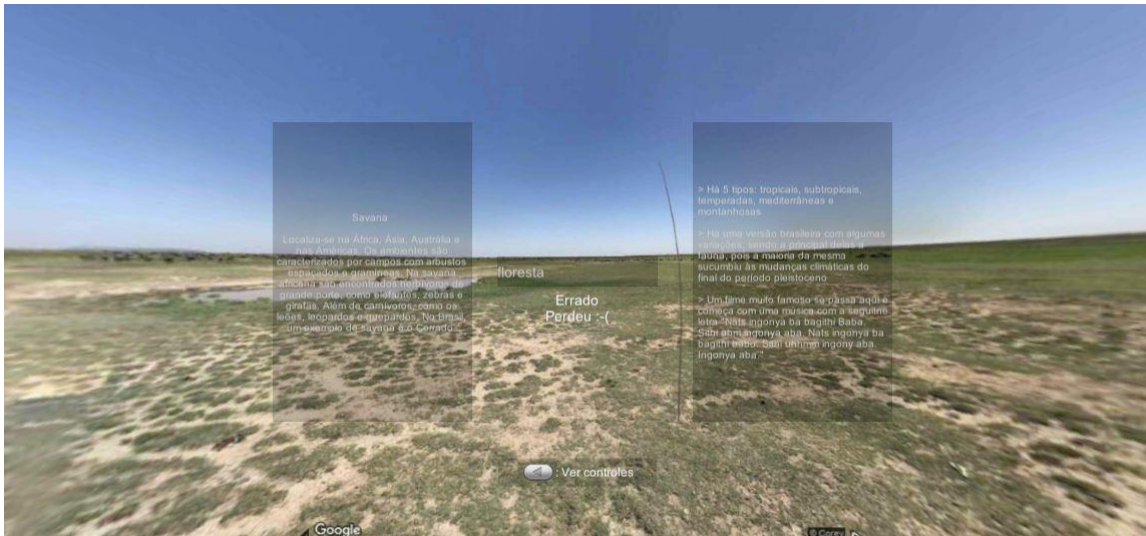 Savana
Localiza-se na África, Ásia, Austrália e
nas Américas. Os ambientes são
caracterizados por campos com arbustos
espaçados e gramíneas. Na savana
africana são encontrados herbívoros de
grande porte, como elefantes, zebras e
girafas. Além de carnívoros, como os
leões, leopardos e guepardos. No Brasil,
um exemplo de savana é o Cerrado.
floresta
Errado
Perdeu :-(
> Há 5 tipos: tropicais, subtropicais,
temperadas, mediterrâneas e
montanhosas
> Há uma versão brasileira com algumas
variações, sendo a principal delas a
fauna, pois a maioria da mesma
sucumbiu às mudanças climáticas do
final do período pleistoceno
> Um filme muito famoso se passa aqui e
começa com uma música com a seguitne
letra "Nats ingonya ba bagithi Baba.
Sithi uhm ingonya aba. Nats ingonya ba
bagithi babo. Sithi uhhmm ingony aba.
Ingonya aba."
: Ver controles
Google
© Corey